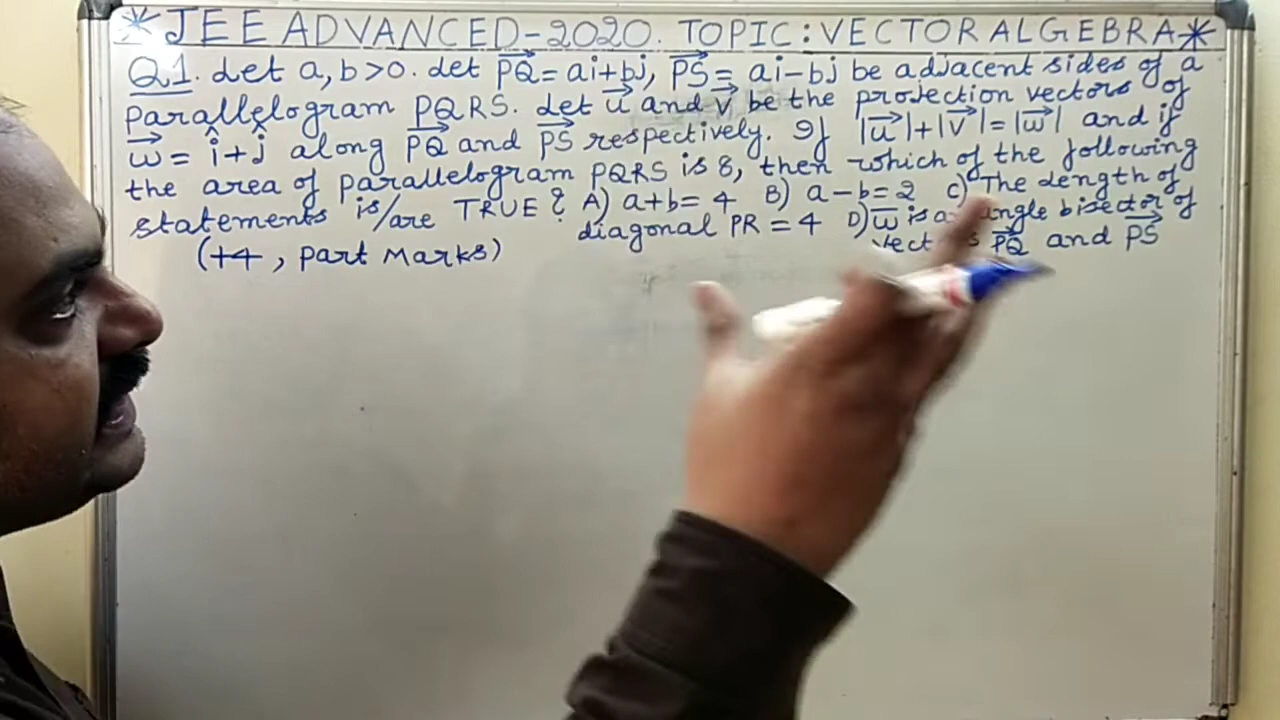 *JEE ADVANCED-2020. TOPIC: VECTOR ALGEBRA*
Q1. Let a, b >0. Let PQ⃗ = ai+bj, PS⃗ = ai-bj be adjacent sides of a
Parallelogram PQRS. Let u⃗ and v⃗ be the projection vectors of
w⃗ = î+ĵ along PQ⃗ and PS⃗ respectively. If |u⃗|+|v⃗|=|w⃗| and if
the area of parallelogram PQRS is 8, then which of the following
statements is/are TRUE? A) a+b= 4 B) a-b=2 C) The Length of
diagonal PR = 4 D) w⃗ is angle bisector of
(+4, part Marks) PQ⃗ and PS⃗